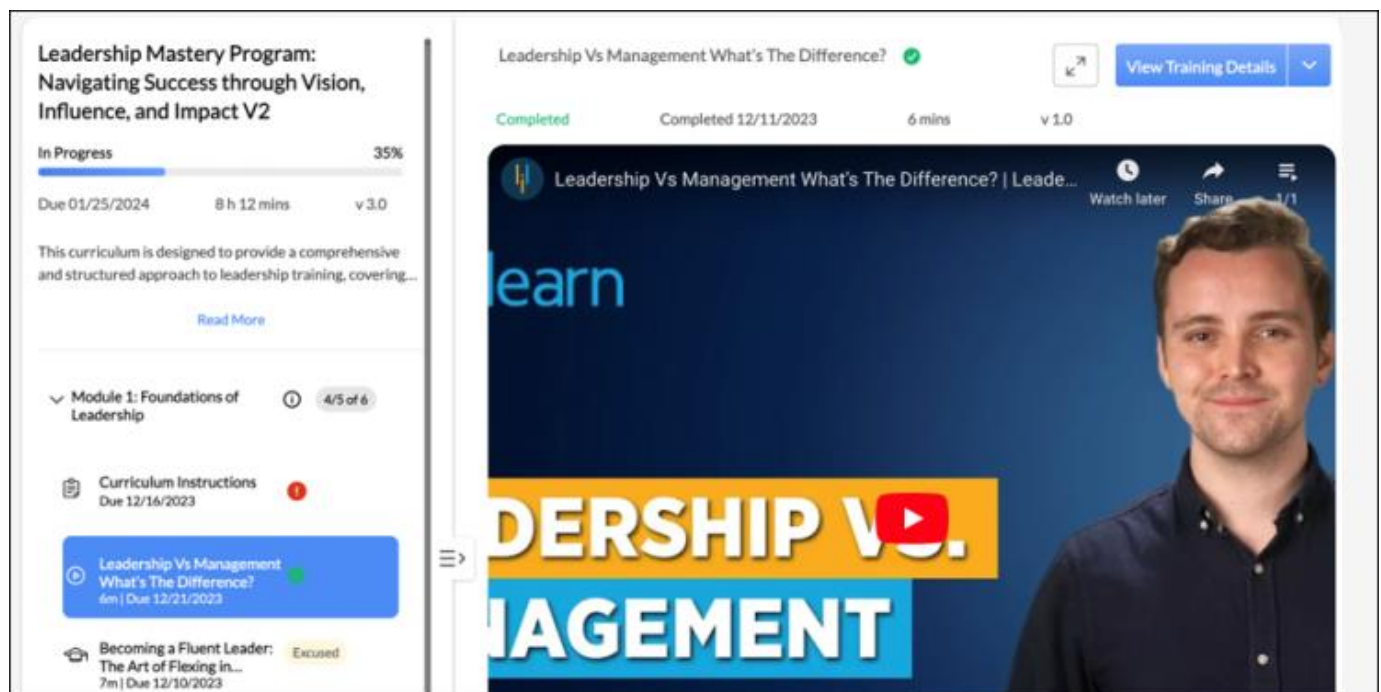 Leadership Mastery Program:
Navigating Success through Vision,
Influence, and Impact V2
In Progress 35%
Due 01/25/2024 8 h 12 mins v 3.0
This curriculum is designed to provide a comprehensive
and structured approach to leadership training, covering...
Read More
Module 1: Foundations of
Leadership
4/5 of 6
Curriculum Instructions
Due 12/16/2023
Leadership Vs Management
What's The Difference?
6m | Due 12/21/2023
Becoming a Fluent Leader:
The Art of Flexing in...
7m | Due 12/10/2023
Excused
Leadership Vs Management What's The Difference?
View Training Details
Completed Completed 12/11/2023 6 mins v 1.0
Leadership Vs Management What's The Difference? | Leade...
Watch later Share 1/1
learn
DERSHIP VS.
NAGEMENT